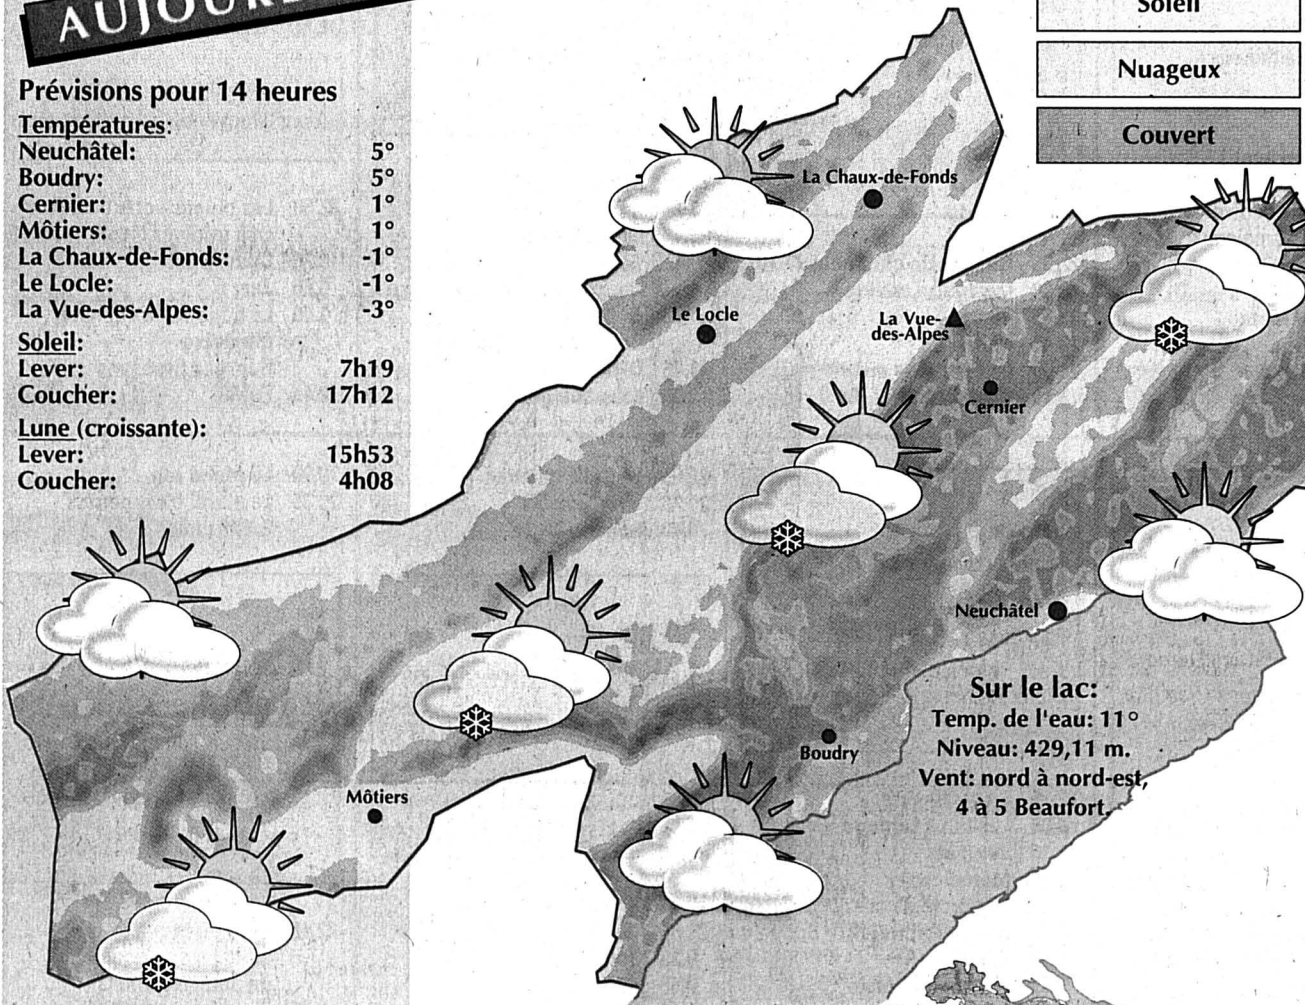 Soleil
Nuageux
Couvert
Prévisions pour 14 heures
Températures:
Neuchâtel: 5°
Boudry: 5°
Cernier: 1°
Môtiers: 1°
La Chaux-de-Fonds: -1°
Le Locle: -1°
La Vue-des-Alpes: -3°
Soleil:
Lever: 7h19
Coucher: 17h12
Lune (croissante):
Lever: 15h53
Coucher: 4h08
La Chaux-de-Fonds
Le Locle
La Vue-
des-Alpes
Cernier
Neuchâtel
Boudry
Môtiers
Sur le lac:
Temp. de l'eau: 11°
Niveau: 429,11 m.
Vent: nord à nord-est,
4 à 5 Beaufort.